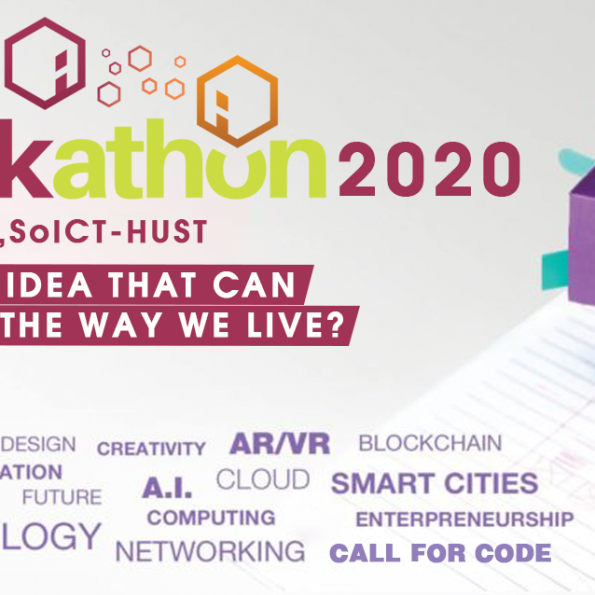 kathon 2020
,SoICT-HUST
IDEA THAT CAN
THE WAY WE LIVE?
DESIGN CREATIVITY AR/VR BLOCKCHAIN
ATION A.I. CLOUD SMART CITIES
FUTURE COMPUTING ENTERPRENEURSHIP
LOGY NETWORKING CALL FOR CODE